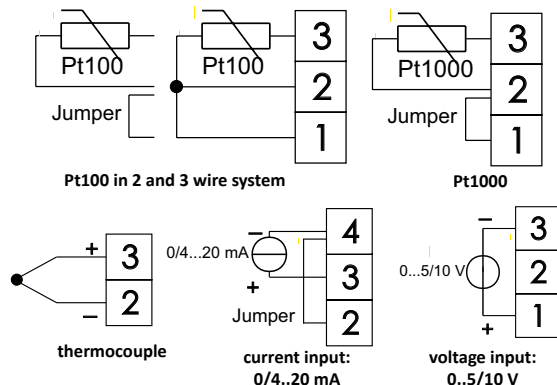 Pt100
Jumper
Pt100
3
2
1
Pt100 in 2 and 3 wire system
Pt1000
Jumper
3
2
1
Pt1000
+
−
3
2
thermocouple
−
0/4...20 mA
+
Jumper
4
3
2
current input:
0/4..20 mA
−
0...5/10 V
+
3
2
1
voltage input:
0..5/10 V